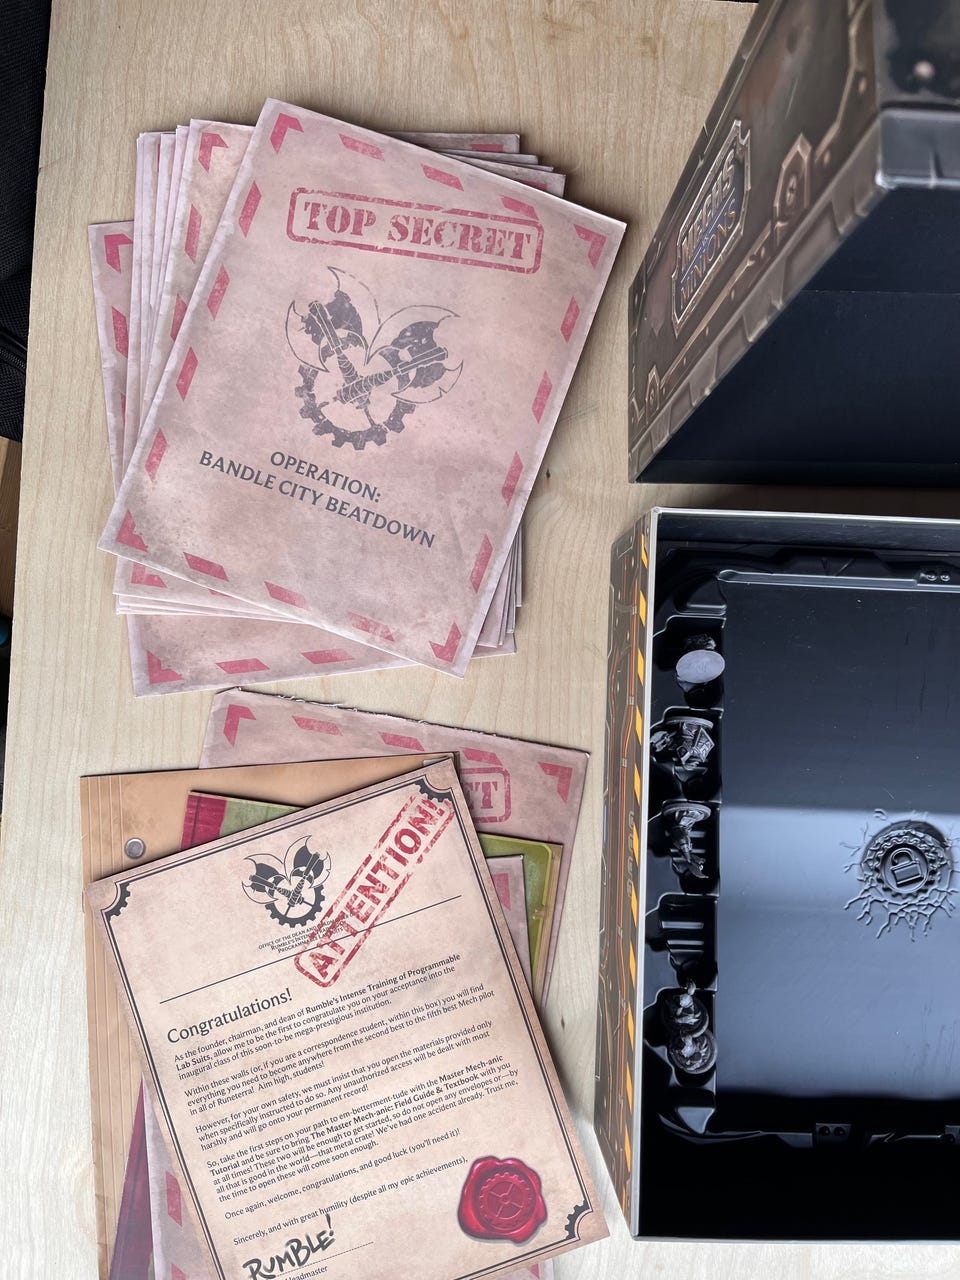 TOP SECRET
OPERATION:
BANDLE CITY BEATDOWN
MECHS
MINIONS
ET
ATTENTION!
OFFICE OF THE DEAN AND
RUMBLE'S INTENSE
PROGRAMMABLE
Congratulations!
As the founder, chairman, and dean of Rumble's Intense Training of Programmable
Lab Suits, allow me to be the first to congratulate you on your acceptance into the
inaugural class of this soon-to-be mega-prestigious institution.
Within these walls (or, if you are a correspondence student, within this box) you will find
everything you need to become anywhere from the second best to the fifth best Mech pilot
in all of Runeterra! Aim high, students!
However, for your own safety, we must insist that you open the materials provided only
when specifically instructed to do so. Any unauthorized access will be dealt with most
harshly and will go onto your permanent record!
So, take the first steps on your path to em-betterment-tude with the Master Mech-anic
Tutorial and be sure to bring The Master Mech-anic: Field Guide & Textbook with you
at all times! These two will be enough to get started, so do not open any envelopes or—by
all that is good in the world—that metal crate! We've had one accident already. Trust me,
the time to open these will come soon enough.
Once again, welcome, congratulations, and good luck (you'll need it)!
Sincerely, and with great humility (despite all my epic achievements),
RUMBLE!
Headmaster